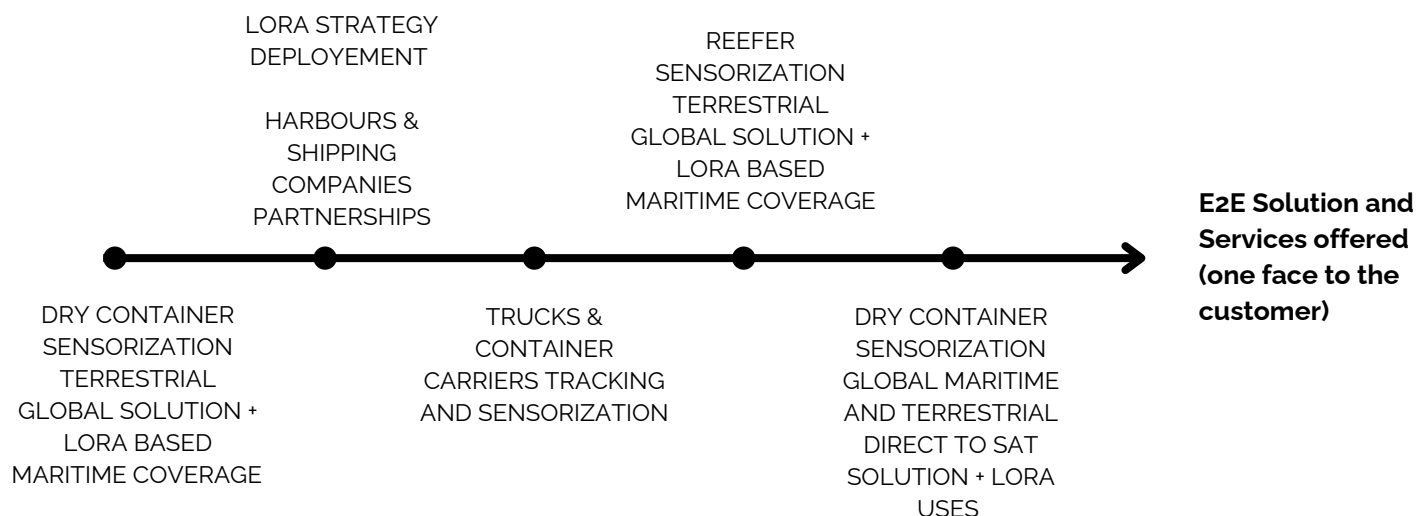 LORA STRATEGY
DEPLOYEMENT
HARBOURS &
SHIPPING
COMPANIES
PARTNERSHIPS
REEFER
SENSORIZATION
TERRESTRIAL
GLOBAL SOLUTION +
LORA BASED
MARITIME COVERAGE
E2E Solution and
Services offered
(one face to the
customer)
DRY CONTAINER
SENSORIZATION
TERRESTRIAL
GLOBAL SOLUTION +
LORA BASED
MARITIME COVERAGE
TRUCKS &
CONTAINER
CARRIERS TRACKING
AND SENSORIZATION
DRY CONTAINER
SENSORIZATION
GLOBAL MARITIME
AND TERRESTRIAL
DIRECT TO SAT
SOLUTION + LORA
USES